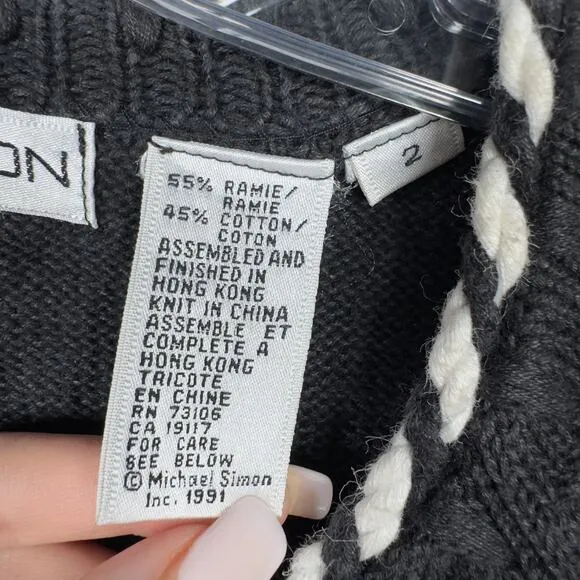 ON
55% RAMIE/
RAMIE
45% COTTON/
COTON
ASSEMBLED AND
FINISHED IN
HONG KONG
KNIT IN CHINA
ASSEMBLE ET
COMPLETE A
HONG KONG
TRICOTE
EN CHINE
RN 73106
CA 19117
FOR CARE
SEE BELOW
© Michael Simon
Inc. 1991
2